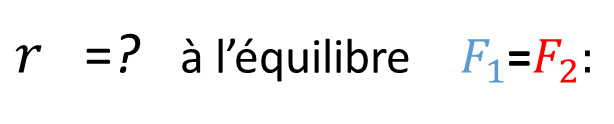 r =? à l'équilibre F₁=F₂: